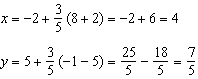 x = −2 + 3/5 (8 + 2) = −2 + 6 = 4
y = 5 + 3/5 (−1 − 5) = 25/5 − 18/5 = 7/5